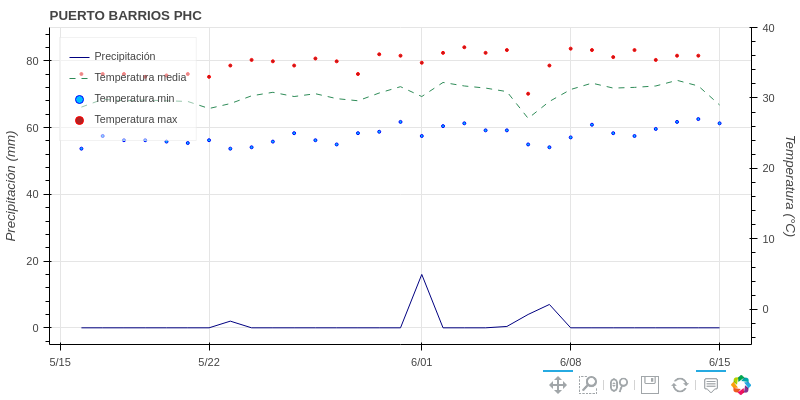 PUERTO BARRIOS PHC
Precipitación
Temperatura media
Temperatura min
Temperatura max
Precipitación (mm)
80
60
40
20
0
Temperatura (°C)
40
30
20
10
0
5/15
5/22
6/01
6/08
6/15